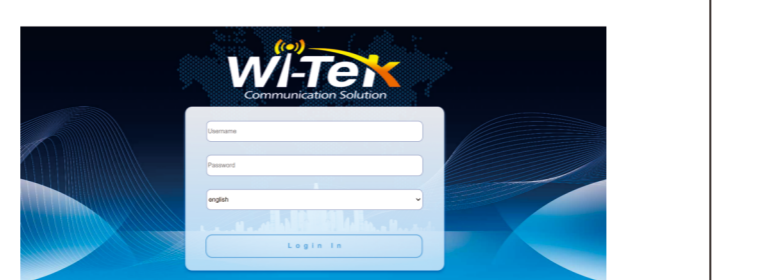 Wi-Tek
Communication Solution
Username
Password
english
Login In